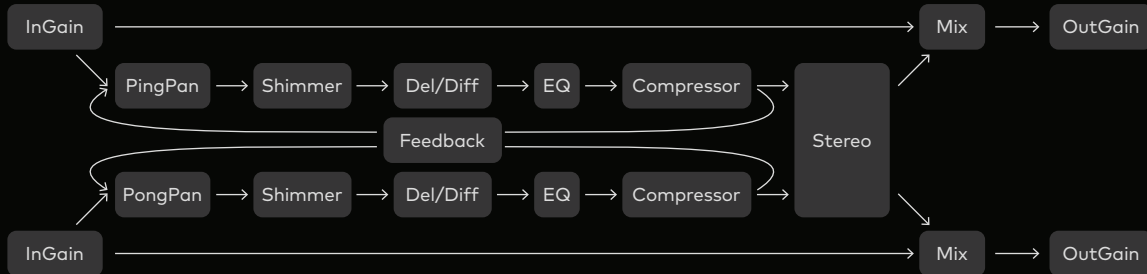 InGain
Mix
OutGain
PingPan
Shimmer
Del/Diff
EQ
Compressor
Feedback
Stereo
PongPan
Shimmer
Del/Diff
EQ
Compressor
InGain
Mix
OutGain